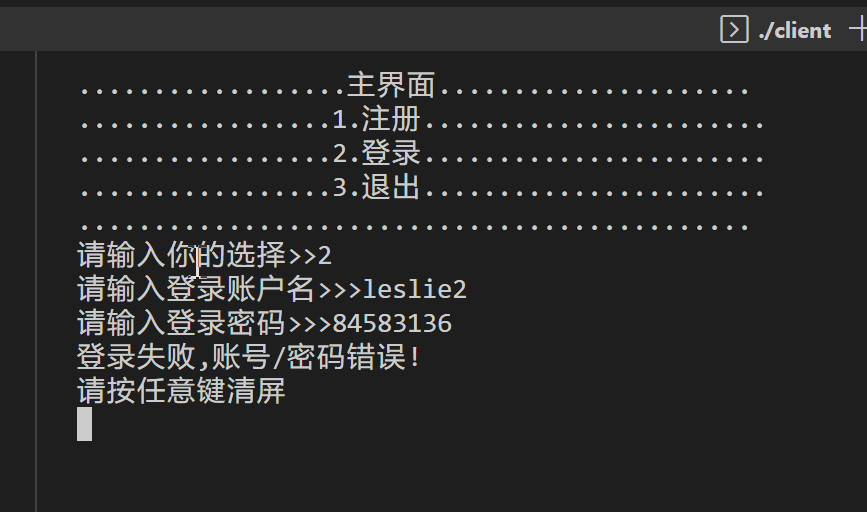 ./client
..................主界面.....................
.................1.注册.......................
.................2.登录.......................
.................3.退出.......................
.............................................
请输入你的选择>>2
请输入登录账户名>>>leslie2
请输入登录密码>>>84583136
登录失败,账号/密码错误!
请按任意键清屏